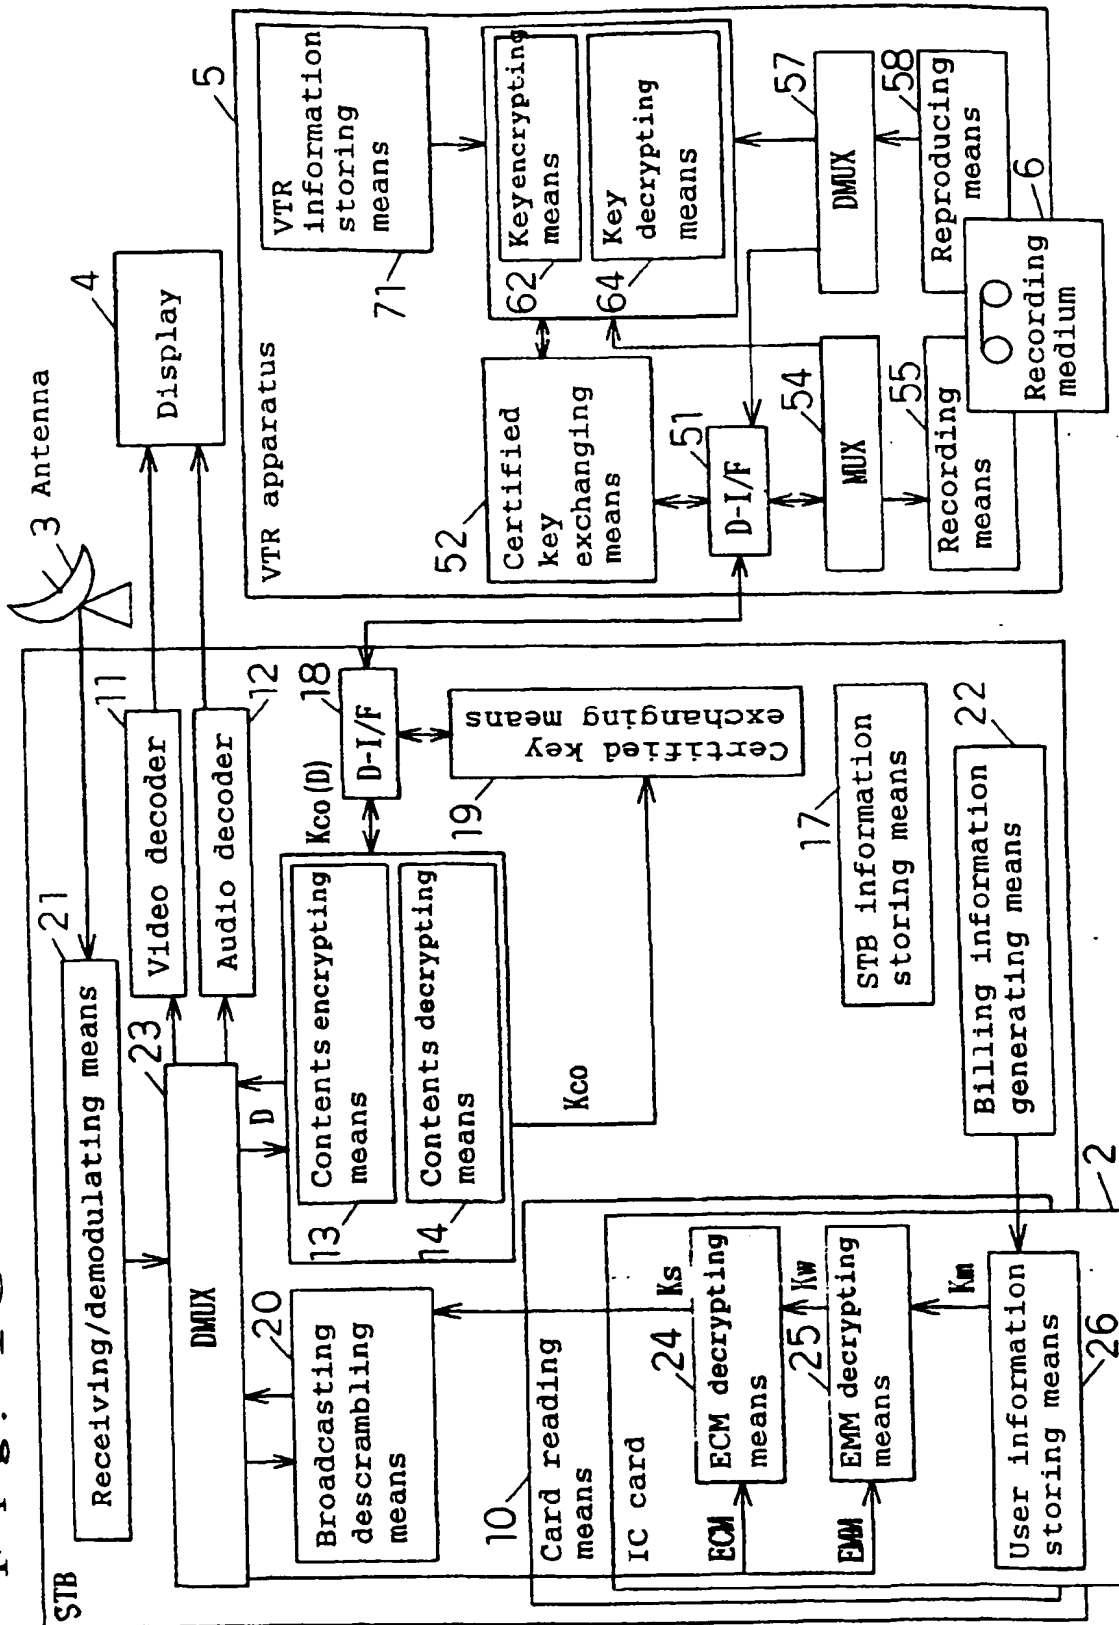 STB
Receiving/demodulating means
21
3 Antenna
4
Display
DMUX
23
Video decoder
11
Audio decoder
12
D
Broadcasting
descrambling
means
20
Contents encrypting
means
13
Contents decrypting
means
14
Kco(D)
D-I/F
18
Certified key
exchanging means
19
Kco
10
Card reading
means
IC card
Ks
ECM
ECM decrypting
means
24
Kw
EMM
EMM decrypting
means
25
Km
User information
storing means
26
2
STB information
storing means
17
Billing information
generating means
22
VTR apparatus
5
VTR
information
storing
means
71
Certified
key
exchanging
means
52
Keyencrypting
means
62
Key
decrypting
means
64
D-I/F
51
MUX
54
DMUX
57
Recording
means
55
Reproducing
means
58
Recording
medium
6